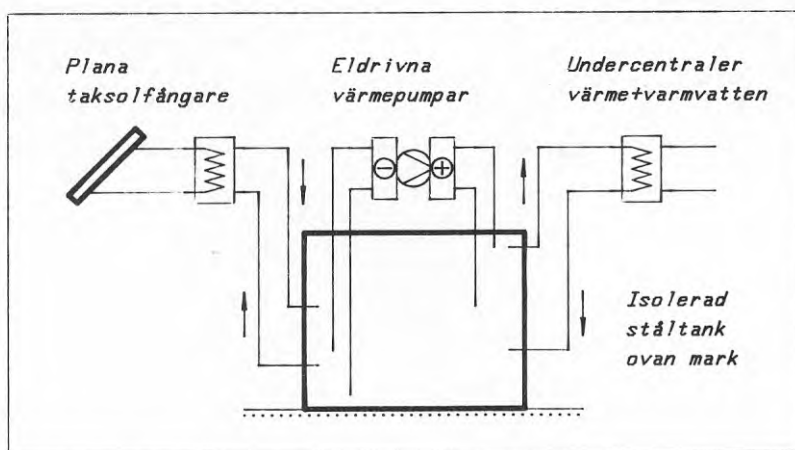 Plana
taksolfångare
Eldrivna
värmepumpar
Undercentraler
värme+varmvatten
Isolerad
ståltank
ovan mark